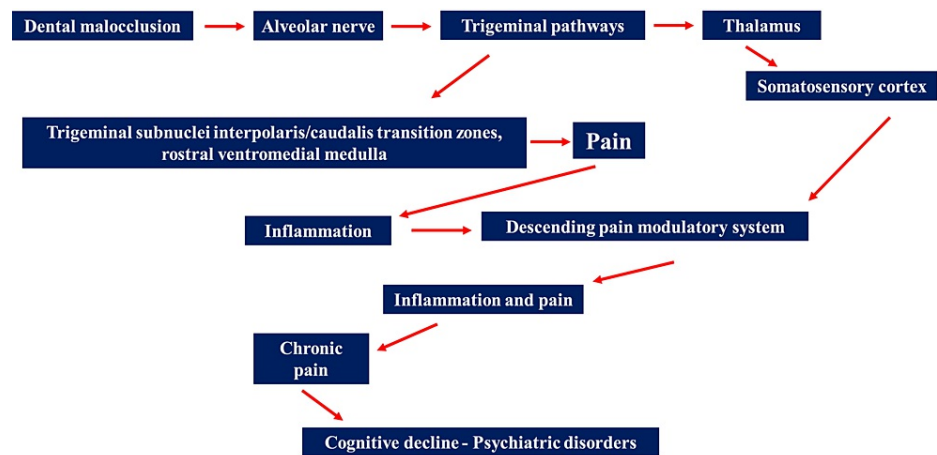 Dental malocclusion
Alveolar nerve
Trigeminal pathways
Thalamus
Somatosensory cortex
Trigeminal subnuclei interpolaris/caudalis transition zones,
rostral ventromedial medulla
Pain
Inflammation
Descending pain modulatory system
Inflammation and pain
Chronic
pain
Cognitive decline - Psychiatric disorders